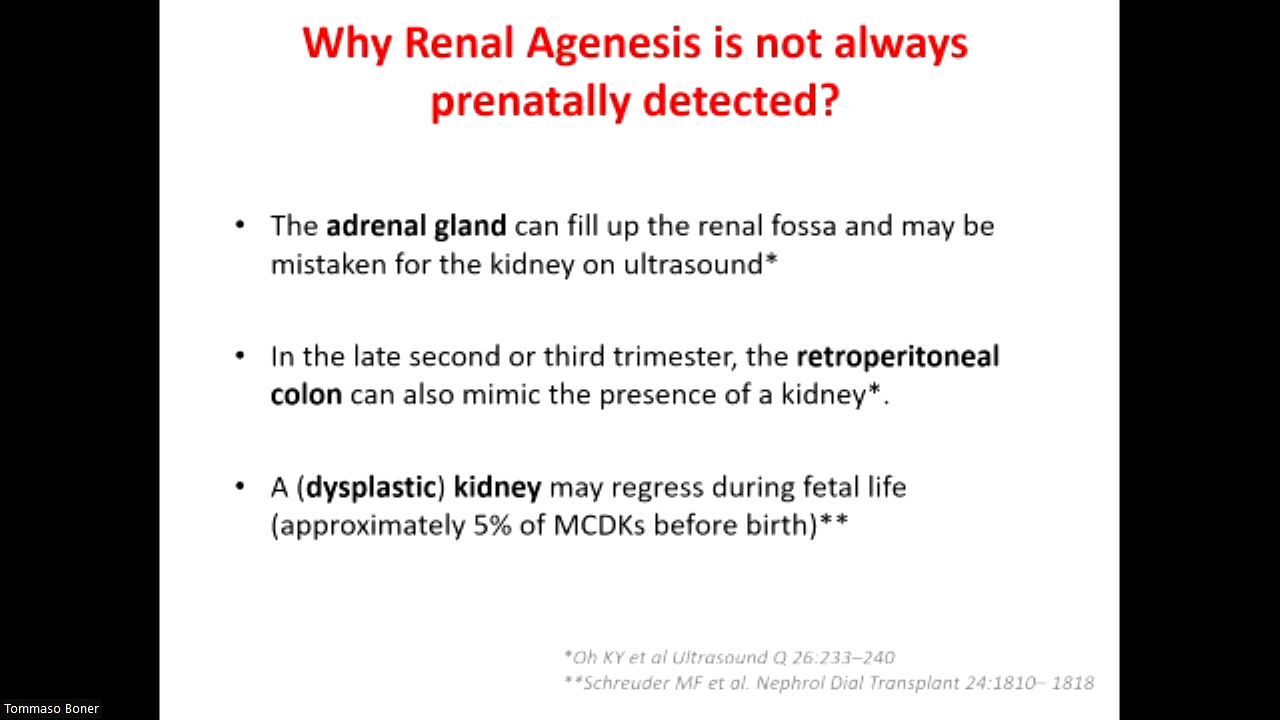 Why Renal Agenesis is not always
prenatally detected?
• The adrenal gland can fill up the renal fossa and may be
mistaken for the kidney on ultrasound*
• In the late second or third trimester, the retroperitoneal
colon can also mimic the presence of a kidney*.
• A (dysplastic) kidney may regress during fetal life
(approximately 5% of MCDKs before birth)**
*Oh KY et al Ultrasound Q 26:233–240
**Schreuder MF et al. Nephrol Dial Transplant 24:1810– 1818
Tommaso Boner